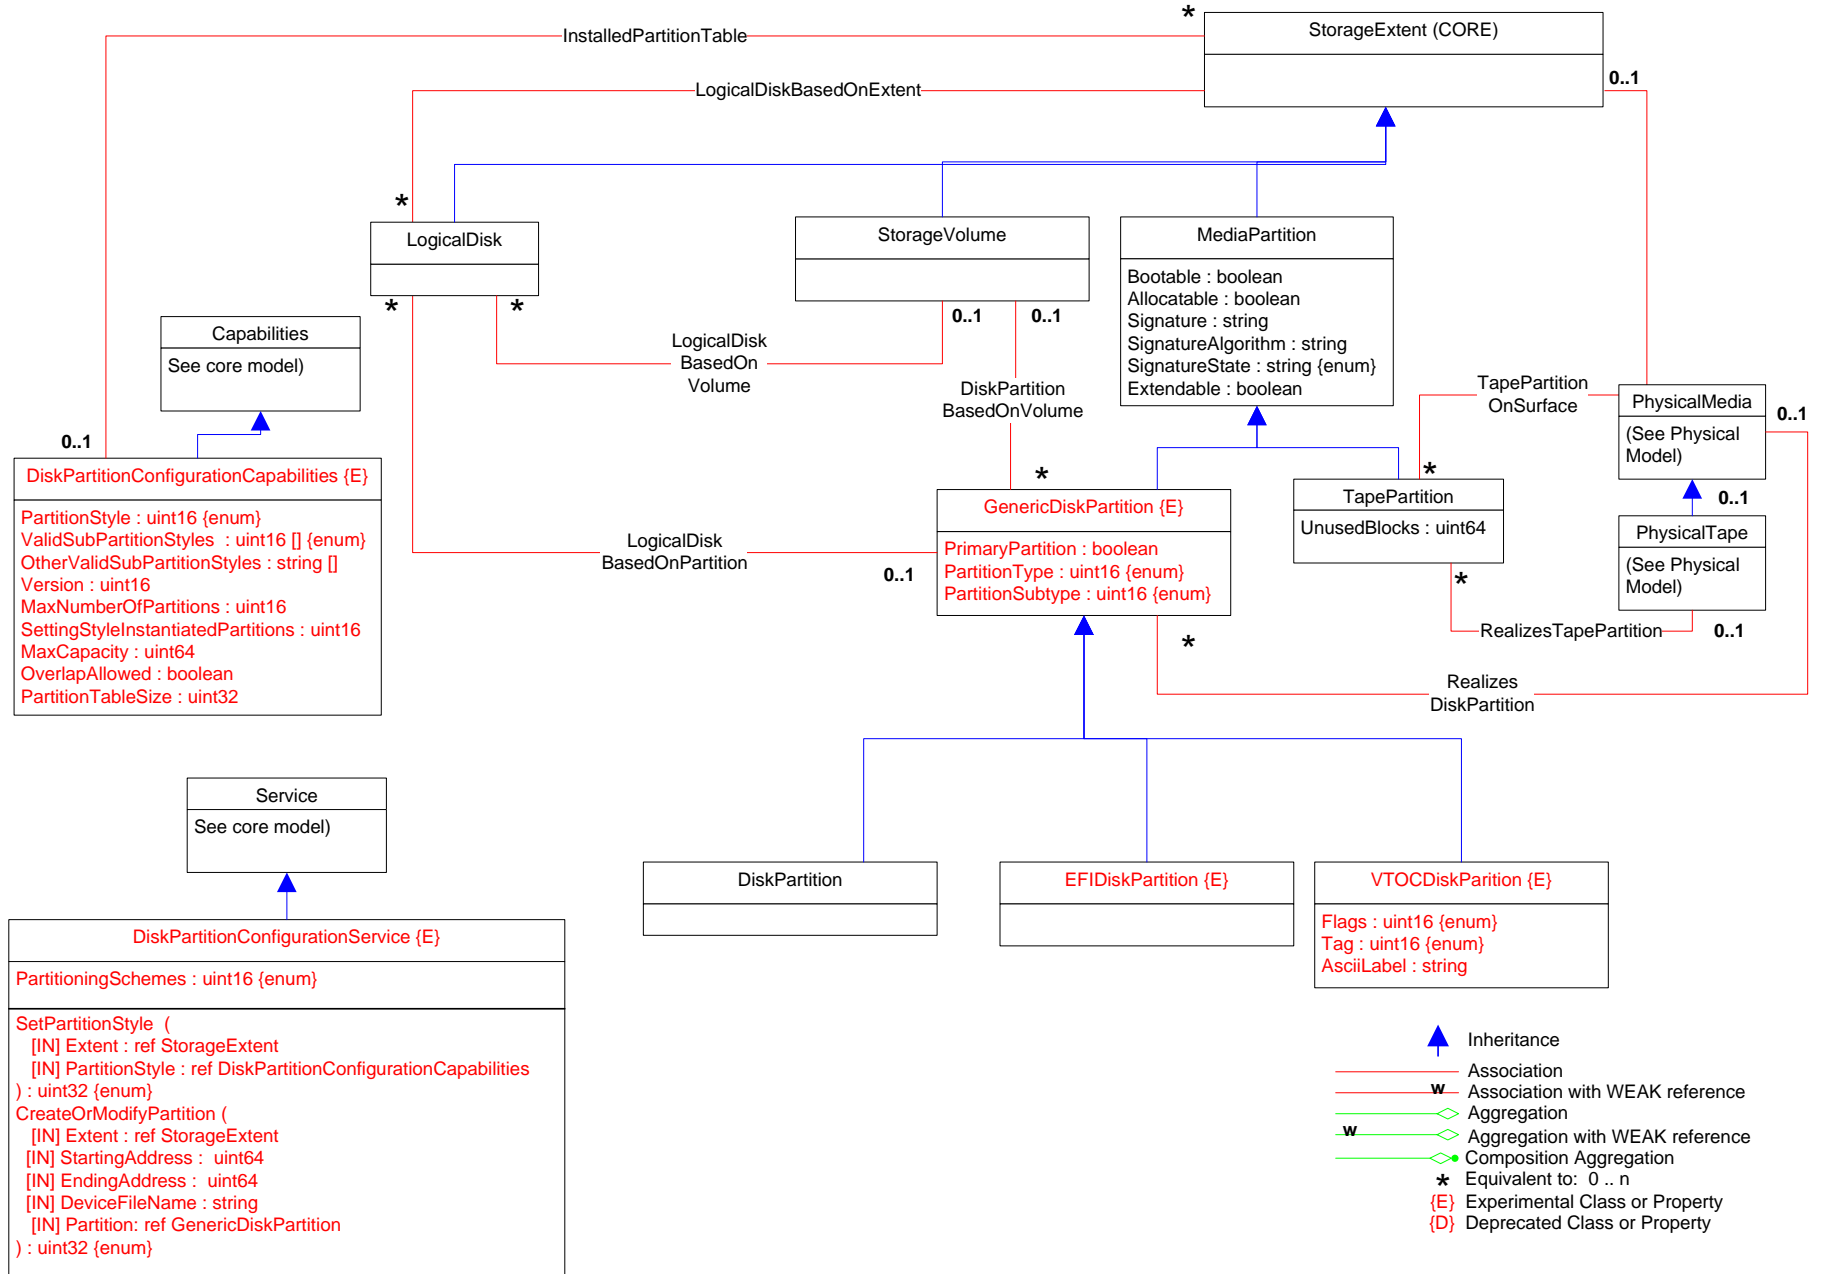 *
StorageExtent (CORE)
InstalledPartitionTable
0..1
LogicalDiskBasedOnExtent
*
LogicalDisk
StorageVolume
MediaPartition
Bootable : boolean
Allocatable : boolean
Signature : string
SignatureAlgorithm : string
SignatureState : string {enum}
Extendable : boolean
*
*
0..1
0..1
Capabilities
See core model)
LogicalDisk
BasedOn
Volume
DiskPartition
BasedOnVolume
TapePartition
OnSurface
PhysicalMedia
(See Physical
Model)
0..1
0..1
DiskPartitionConfigurationCapabilities {E}
PartitionStyle : uint16 {enum}
ValidSubPartitionStyles : uint16 [] {enum}
OtherValidSubPartitionStyles : string []
Version : uint16
MaxNumberOfPartitions : uint16
SettingStyleInstantiatedPartitions : uint16
MaxCapacity : uint64
OverlapAllowed : boolean
PartitionTableSize : uint32
*
*
0..1
GenericDiskPartition {E}
PrimaryPartition : boolean
PartitionType : uint16 {enum}
PartitionSubtype : uint16 {enum}
TapePartition
UnusedBlocks : uint64
PhysicalTape
(See Physical
Model)
LogicalDisk
BasedOnPartition
0..1
*
RealizesTapePartition
0..1
*
Realizes
DiskPartition
Service
See core model)
DiskPartition
EFIDiskPartition {E}
VTOCDiskParition {E}
Flags : uint16 {enum}
Tag : uint16 {enum}
AsciiLabel : string
DiskPartitionConfigurationService {E}
PartitioningSchemes : uint16 {enum}
SetPartitionStyle (
[IN] Extent : ref StorageExtent
[IN] PartitionStyle : ref DiskPartitionConfigurationCapabilities
) : uint32 {enum}
CreateOrModifyPartition (
[IN] Extent : ref StorageExtent
[IN] StartingAddress : uint64
[IN] EndingAddress : uint64
[IN] DeviceFileName : string
[IN] Partition: ref GenericDiskPartition
) : uint32 {enum}
Inheritance
Association
w Association with WEAK reference
Aggregation
w Aggregation with WEAK reference
Composition Aggregation
* Equivalent to: 0 .. n
{E} Experimental Class or Property
{D} Deprecated Class or Property